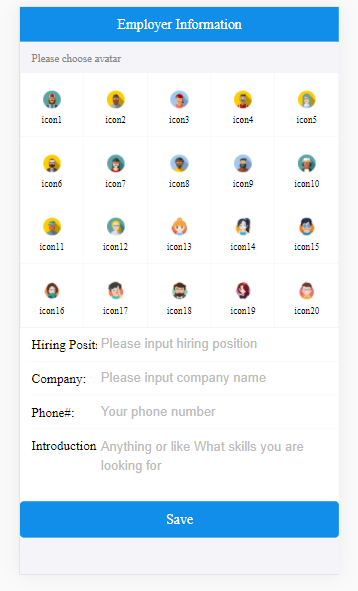 Employer Information
Please choose avatar
icon1 icon2 icon3 icon4 icon5
icon6 icon7 icon8 icon9 icon10
icon11 icon12 icon13 icon14 icon15
icon16 icon17 icon18 icon19 icon20
Hiring Posit: Please input hiring position
Company: Please input company name
Phone#: Your phone number
Introduction Anything or like What skills you are
looking for
Save